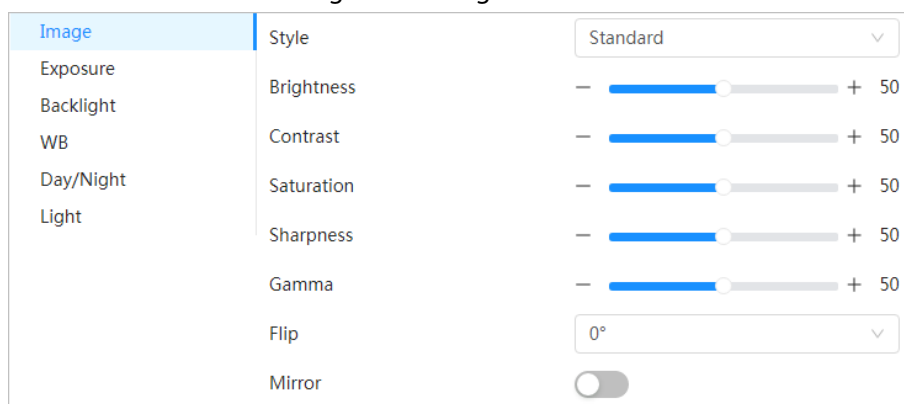 Image
Exposure
Backlight
WB
Day/Night
Light
Style Standard
Brightness 50
Contrast 50
Saturation 50
Sharpness 50
Gamma 50
Flip 0°
Mirror